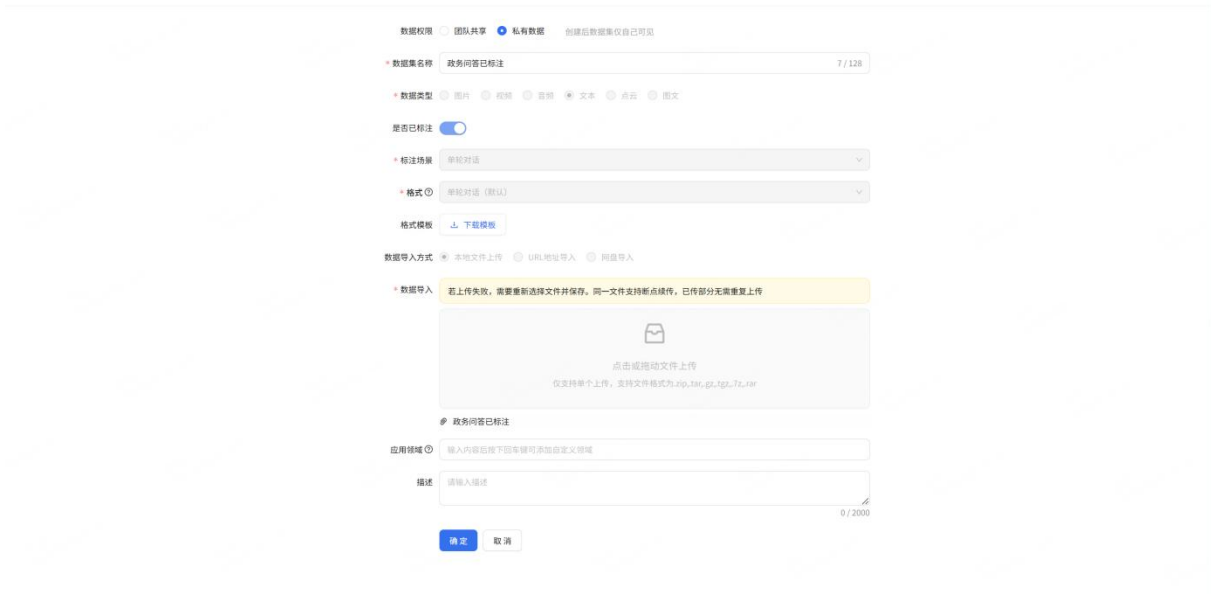 数据权限 团队共享 私有数据 创建后数据集仅自己可见
* 数据集名称 政务问答已标注 7 / 128
* 数据类型 图片 视频 音频 文本 点云 图文
是否已标注
* 标注场景 单轮对话
* 格式 单轮对话（默认）
格式模板 下载模板
数据导入方式 本地文件上传 URL地址导入 网盘导入
* 数据导入 若上传失败，需要重新选择文件并保存。同一文件支持断点续传，已传部分无需重复上传
点击或拖动文件上传
仅支持单个上传，支持文件格式为.zip,.tar,.gz,.tgz,.7z,.rar
政务问答已标注
应用领域 输入内容后按下回车键可添加自定义领域
描述 请输入描述
0 / 2000
确定 取消